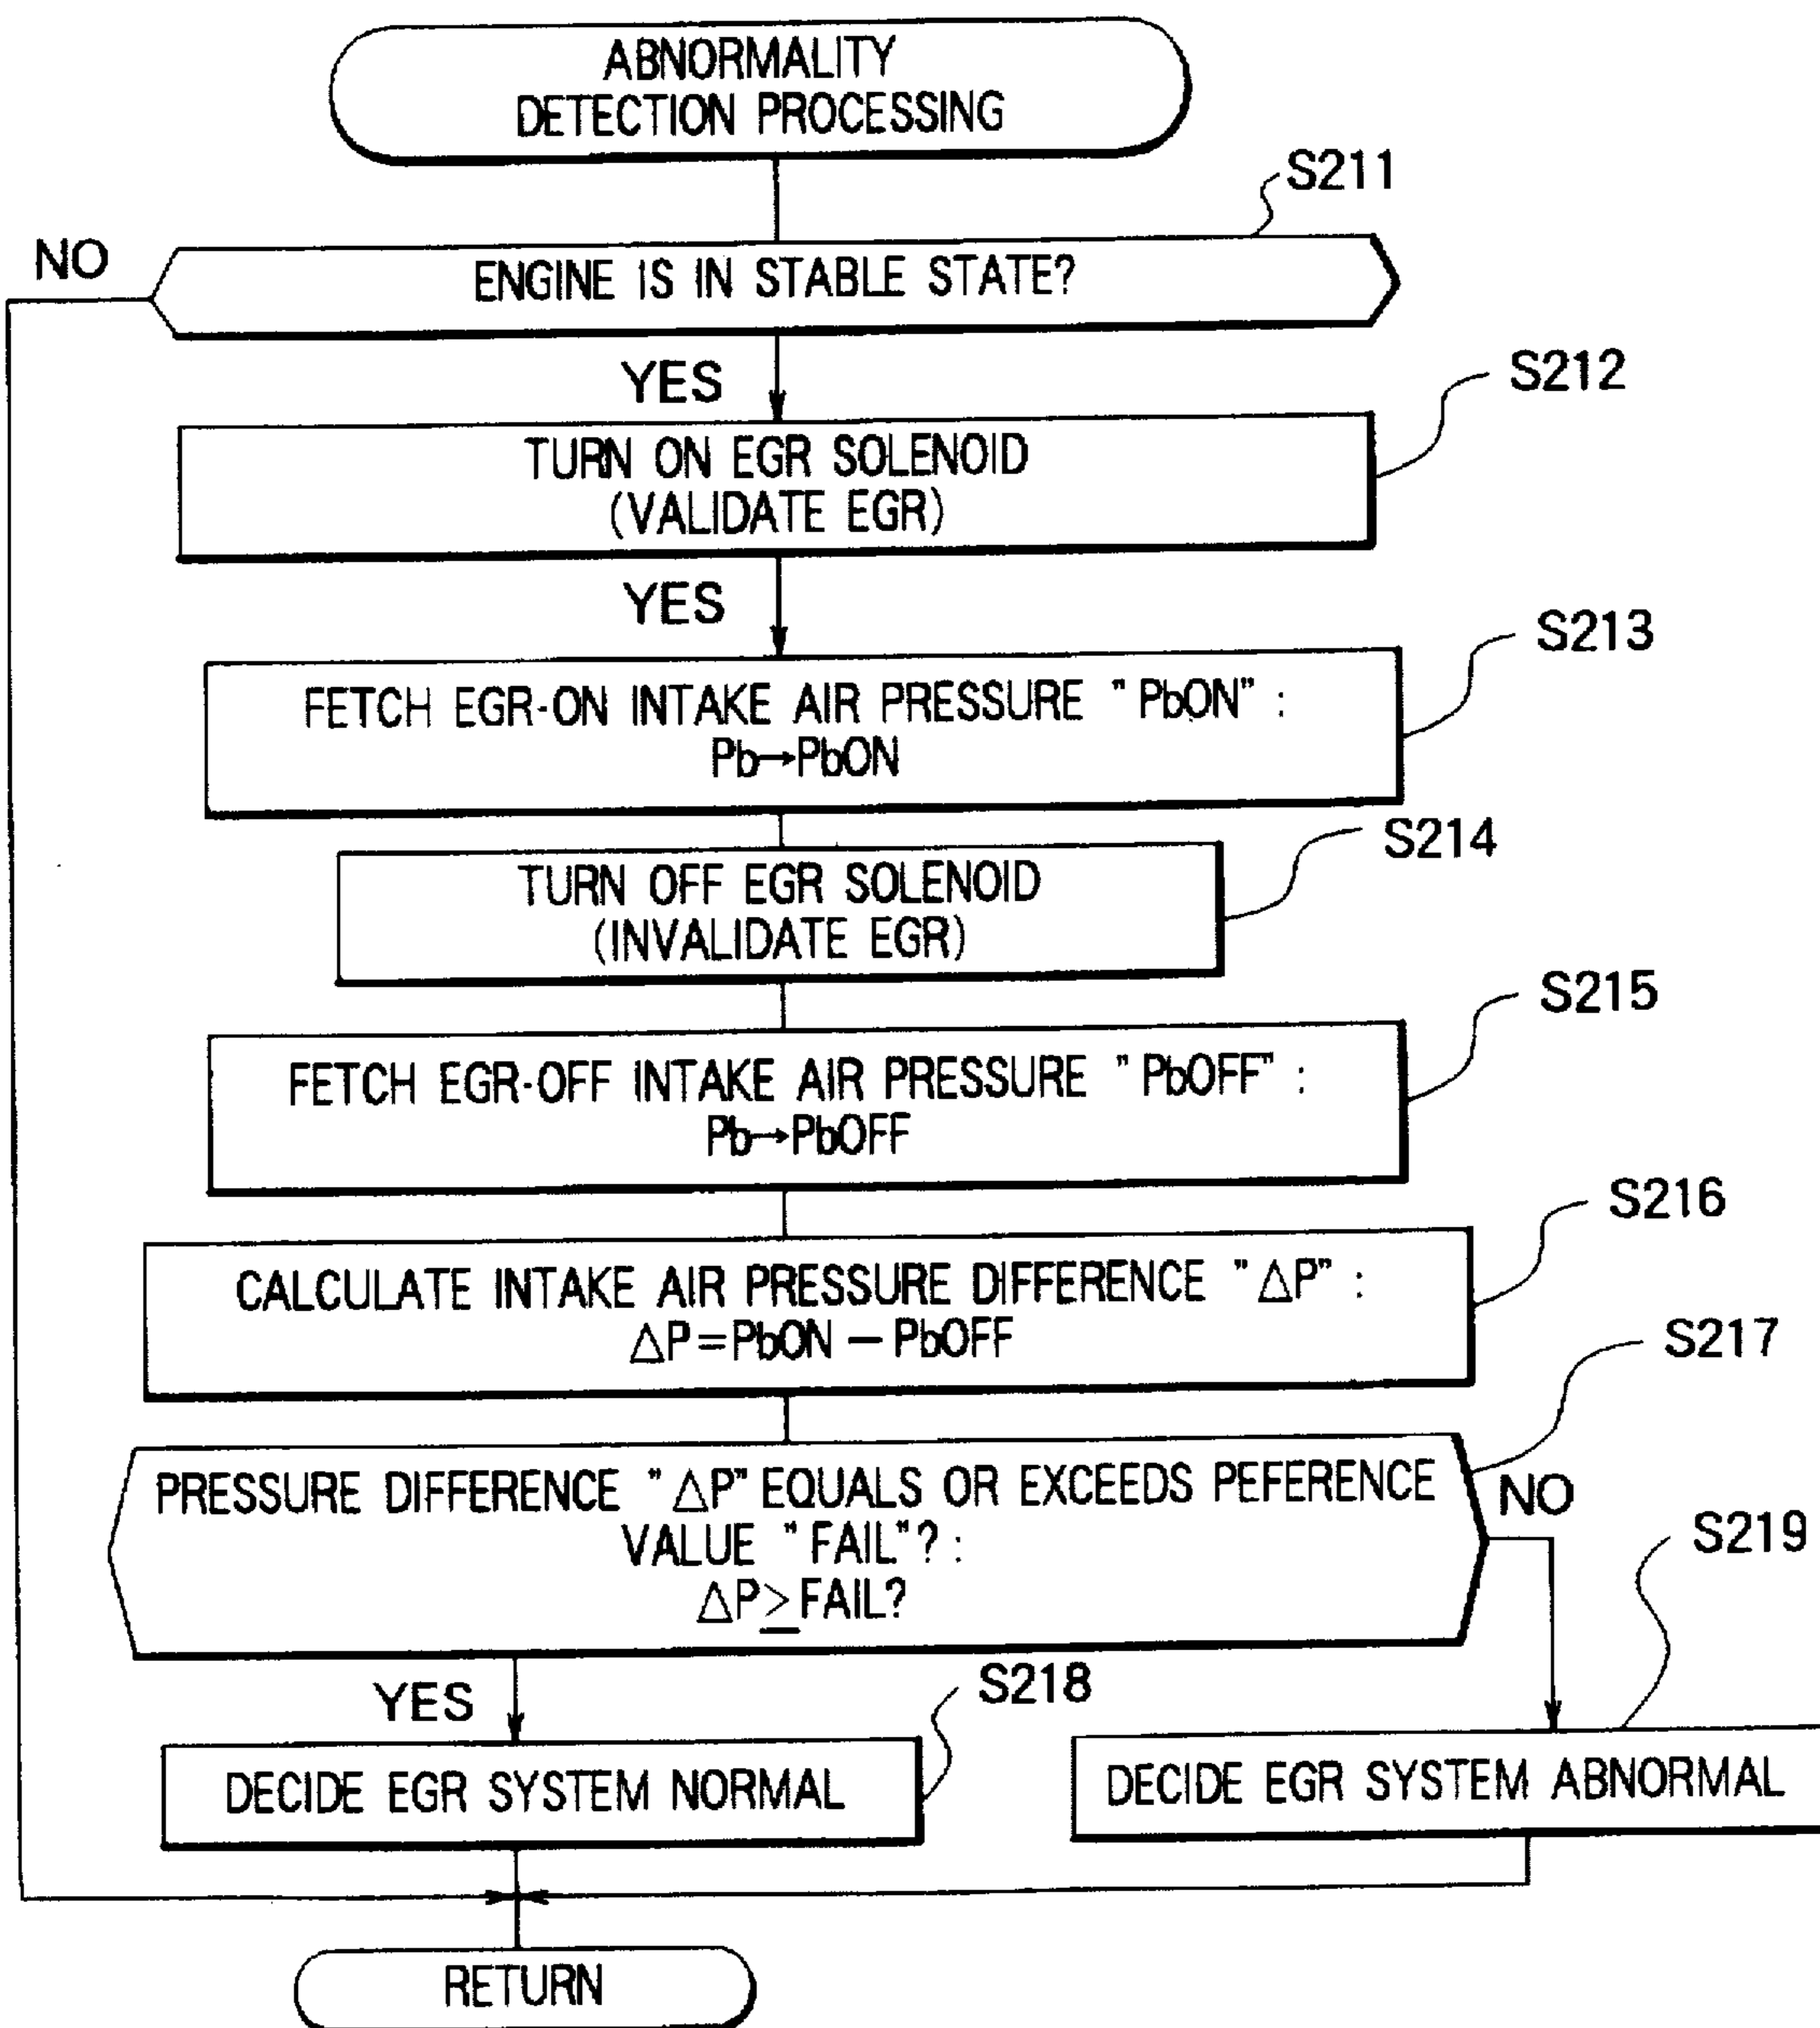 ABNORMALITY
DETECTION PROCESSING
S211
NO
ENGINE IS IN STABLE STATE?
YES
S212
TURN ON EGR SOLENOID
(VALIDATE EGR)
YES
S213
FETCH EGR-ON INTAKE AIR PRESSURE "PbON" :
Pb→PbON
S214
TURN OFF EGR SOLENOID
(INVALIDATE EGR)
S215
FETCH EGR-OFF INTAKE AIR PRESSURE "PbOFF" :
Pb→PbOFF
S216
CALCULATE INTAKE AIR PRESSURE DIFFERENCE "△P" :
△P=PbON − PbOFF
S217
PRESSURE DIFFERENCE "△P" EQUALS OR EXCEEDS PEFERENCE
VALUE "FAIL"? :
△P≥FAIL?
NO
S219
YES
S218
DECIDE EGR SYSTEM NORMAL
DECIDE EGR SYSTEM ABNORMAL
RETURN